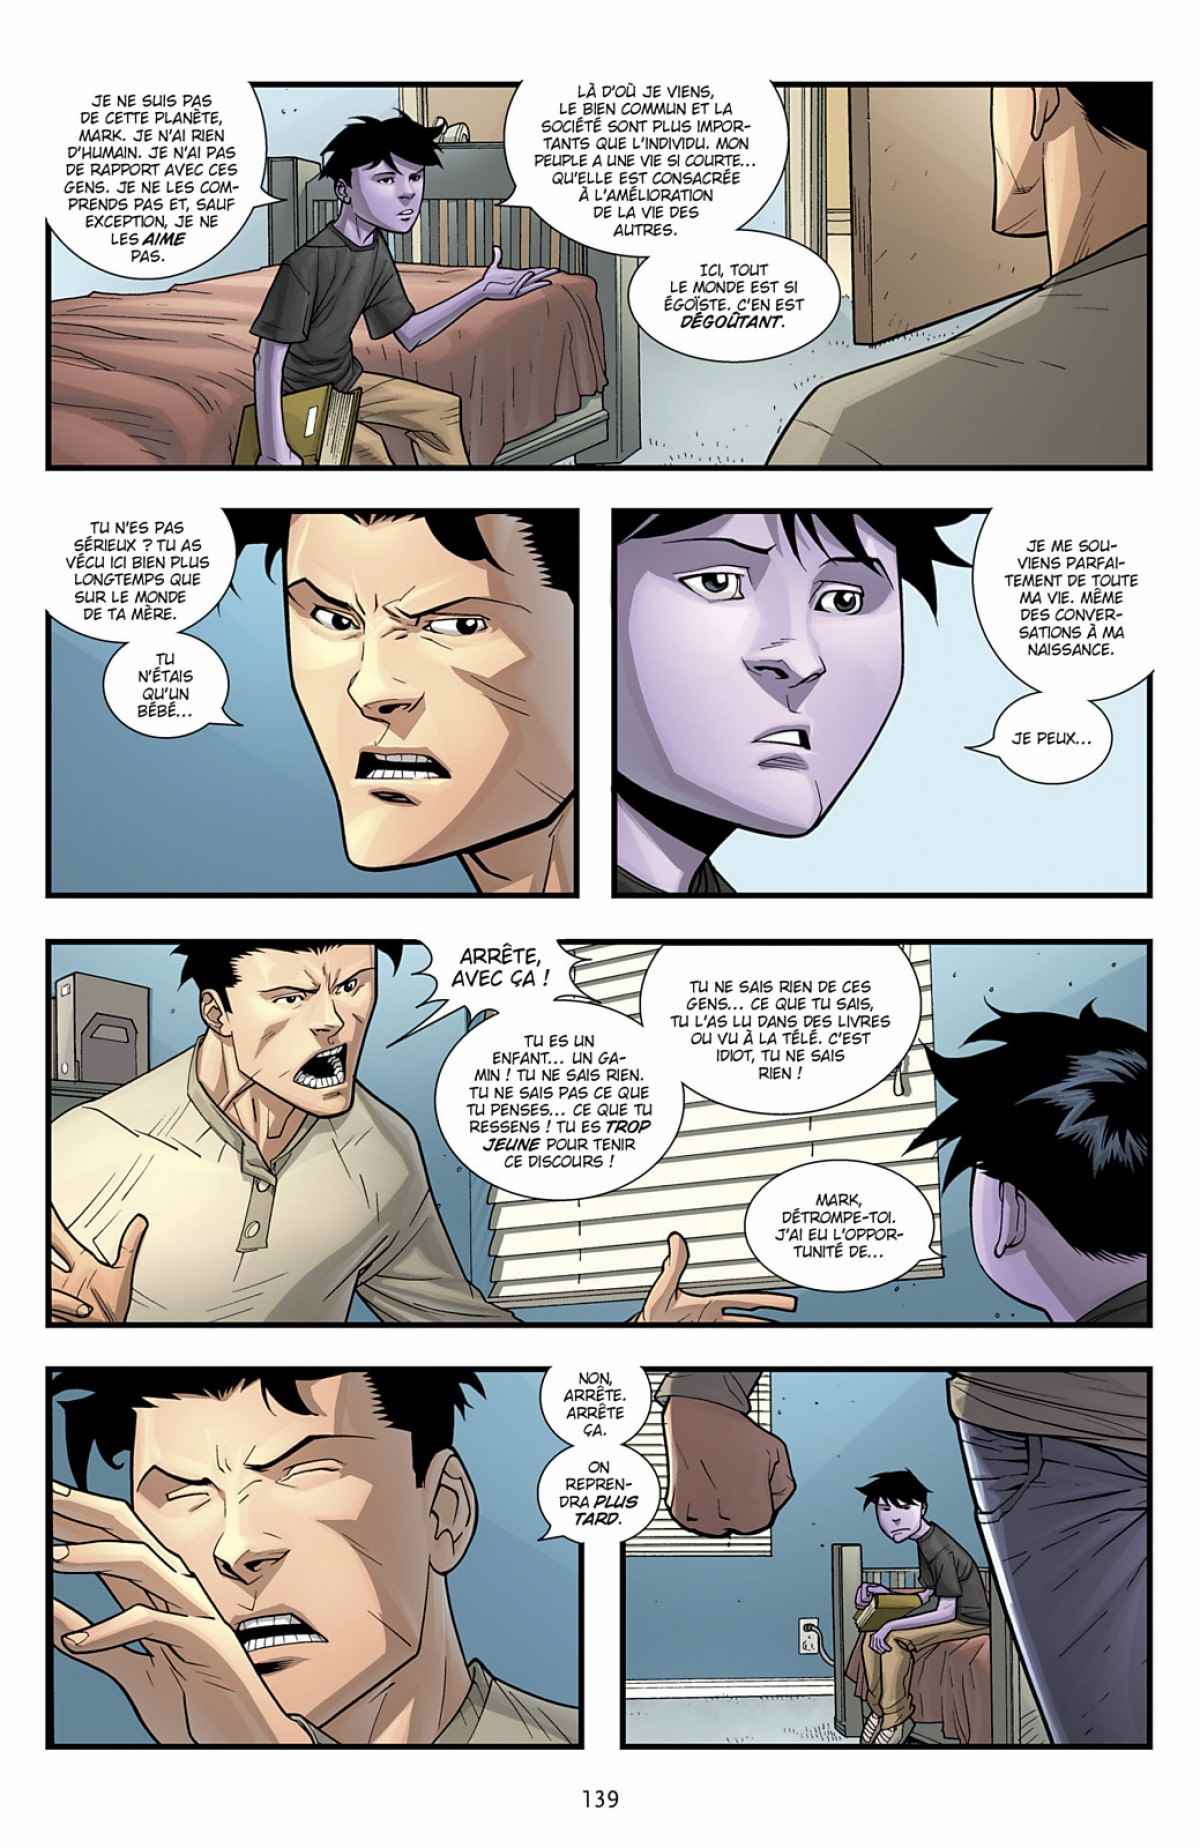 JE NE SUIS PAS
DE CETTE PLANÈTE,
MARK. JE N'AI RIEN
D'HUMAIN. JE N'AI PAS
DE RAPPORT AVEC CES
GENS. JE NE LES COM-
PRENDS PAS ET, SAUF
EXCEPTION, JE NE
LES AIME
PAS.
LÀ D'OÙ JE VIENS,
LE BIEN COMMUN ET LA
SOCIÉTÉ SONT PLUS IMPOR-
TANTS QUE L'INDIVIDU. MON
PEUPLE A UNE VIE SI COURTE...
QU'ELLE EST CONSACRÉE
À L'AMÉLIORATION
DE LA VIE DES
AUTRES.
ICI, TOUT
LE MONDE EST SI
ÉGOÏSTE. C'EN EST
DÉGOÛTANT.
TU N'ES PAS
SÉRIEUX ? TU AS
VÉCU ICI BIEN PLUS
LONGTEMPS QUE
SUR LE MONDE
DE TA MÈRE.
TU
N'ÉTAIS
QU'UN
BÉBÉ...
JE ME SOU-
VIENS PARFAI-
TEMENT DE TOUTE
MA VIE. MÊME
DES CONVER-
SATIONS À MA
NAISSANCE.
JE PEUX...
ARRÊTE,
AVEC ÇA !
TU ES UN
ENFANT... UN GA-
MIN ! TU NE SAIS RIEN.
TU NE SAIS PAS CE QUE
TU PENSES... CE QUE TU
RESSENS ! TU ES TROP
JEUNE POUR TENIR
CE DISCOURS !
TU NE SAIS RIEN DE CES
GENS... CE QUE TU SAIS,
TU L'AS LU DANS DES LIVRES
OU VU À LA TÉLÉ. C'EST
IDIOT, TU NE SAIS
RIEN !
MARK,
DÉTROMPE-TOI.
J'AI EU L'OPPOR-
TUNITÉ DE...
NON,
ARRÊTE.
ARRÊTE
ÇA.
ON
REPREN-
DRA PLUS
TARD.
139